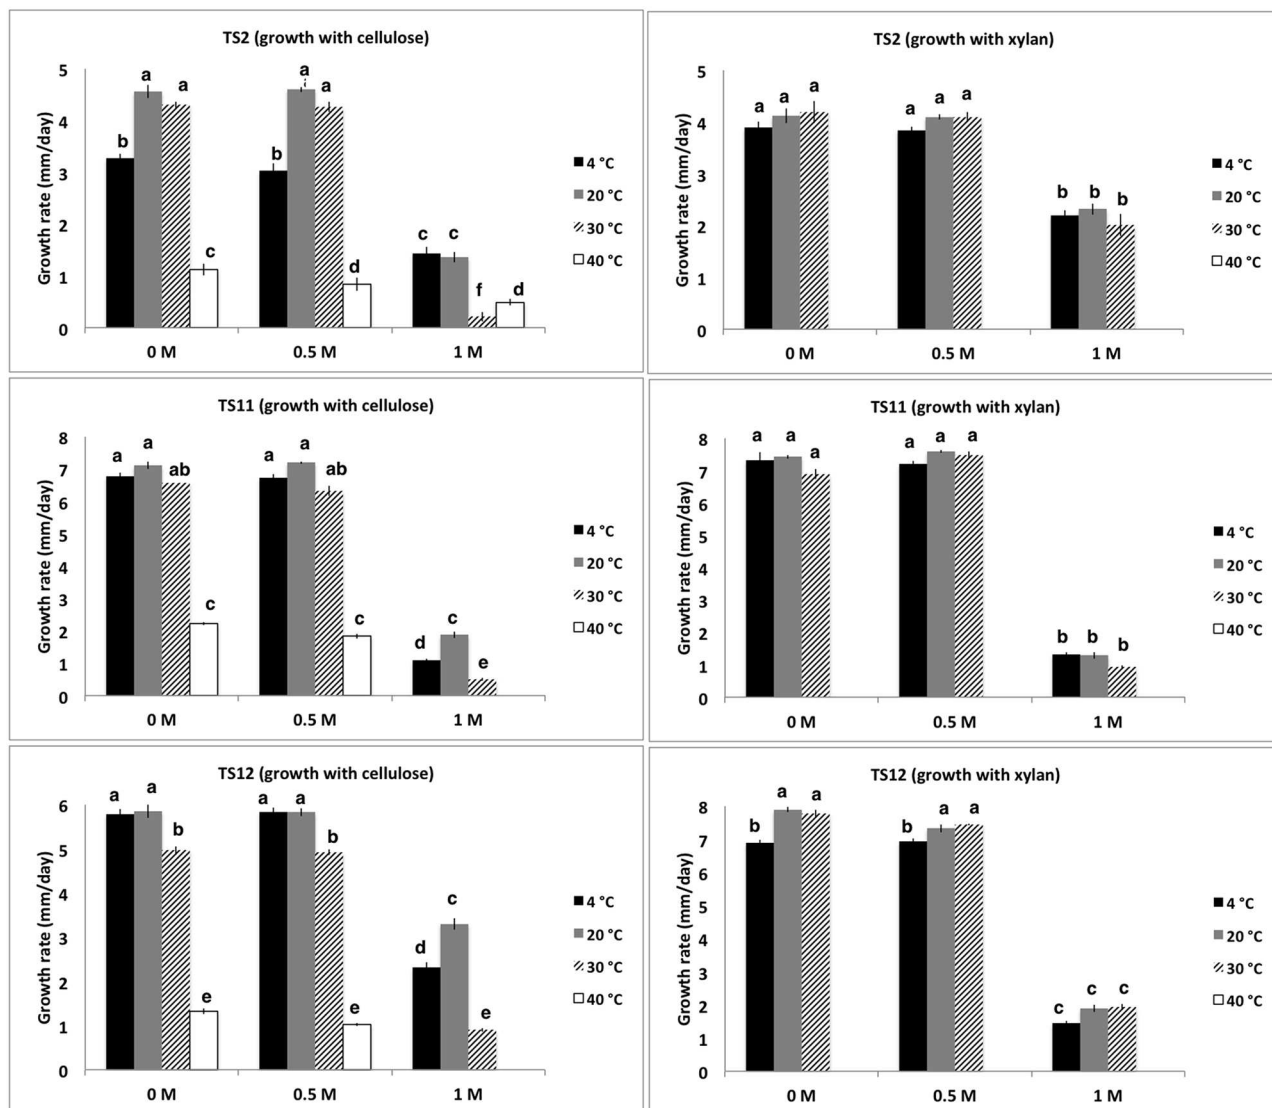 TS2 (growth with cellulose)
a
a
a
a
b
b
c
d
c
c
f
d
Growth rate (mm/day)
5
4
3
2
1
0
0 M
0.5 M
1 M
4 °C
20 °C
30 °C
40 °C
TS2 (growth with xylan)
a
a
a
a
a
a
b
b
b
Growth rate (mm/day)
5
4
3
2
1
0
0 M
0.5 M
1 M
4 °C
20 °C
30 °C
40 °C
TS11 (growth with cellulose)
a
a
ab
c
a
a
ab
c
d
c
e
Growth rate (mm/day)
8
7
6
5
4
3
2
1
0
0 M
0.5 M
1 M
4 °C
20 °C
30 °C
40 °C
TS11 (growth with xylan)
a
a
a
a
a
a
b
b
b
Growth rate (mm/day)
8
7
6
5
4
3
2
1
0
0 M
0.5 M
1 M
4 °C
20 °C
30 °C
40 °C
TS12 (growth with cellulose)
a
a
b
e
a
a
b
e
d
c
e
Growth rate (mm/day)
6
5
4
3
2
1
0
0 M
0.5 M
1 M
4 °C
20 °C
30 °C
40 °C
TS12 (growth with xylan)
b
a
a
b
a
a
c
c
c
Growth rate (mm/day)
8
7
6
5
4
3
2
1
0
0 M
0.5 M
1 M
4 °C
20 °C
30 °C
40 °C